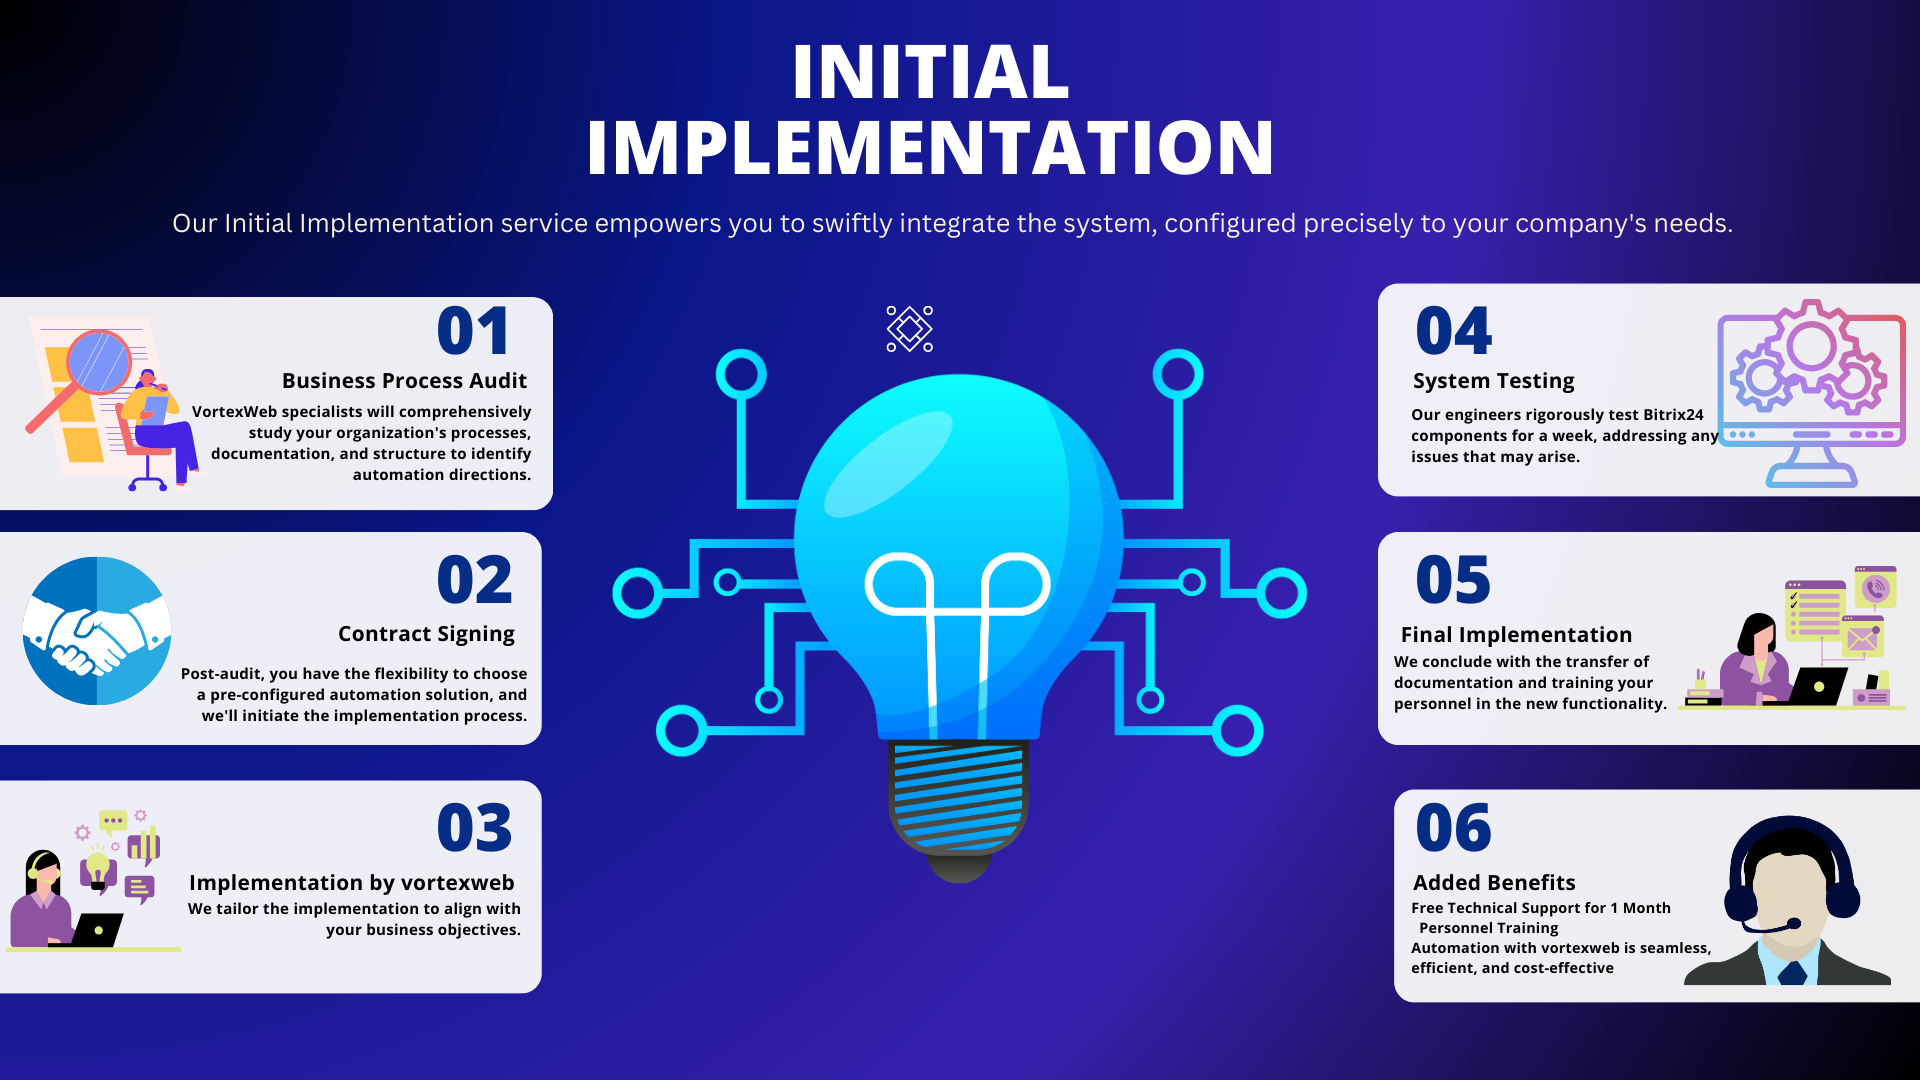 INITIAL
IMPLEMENTATION
Our Initial Implementation service empowers you to swiftly integrate the system, configured precisely to your company's needs.
01
Business Process Audit
VortexWeb specialists will comprehensively
study your organization's processes,
documentation, and structure to identify
automation directions.
02
Contract Signing
Post-audit, you have the flexibility to choose
a pre-configured automation solution, and
we'll initiate the implementation process.
03
Implementation by vortexweb
We tailor the implementation to align with
your business objectives.
04
System Testing
Our engineers rigorously test Bitrix24
components for a week, addressing any
issues that may arise.
05
Final Implementation
We conclude with the transfer of
documentation and training your
personnel in the new functionality.
06
Added Benefits
Free Technical Support for 1 Month
Personnel Training
Automation with vortexweb is seamless,
efficient, and cost-effective